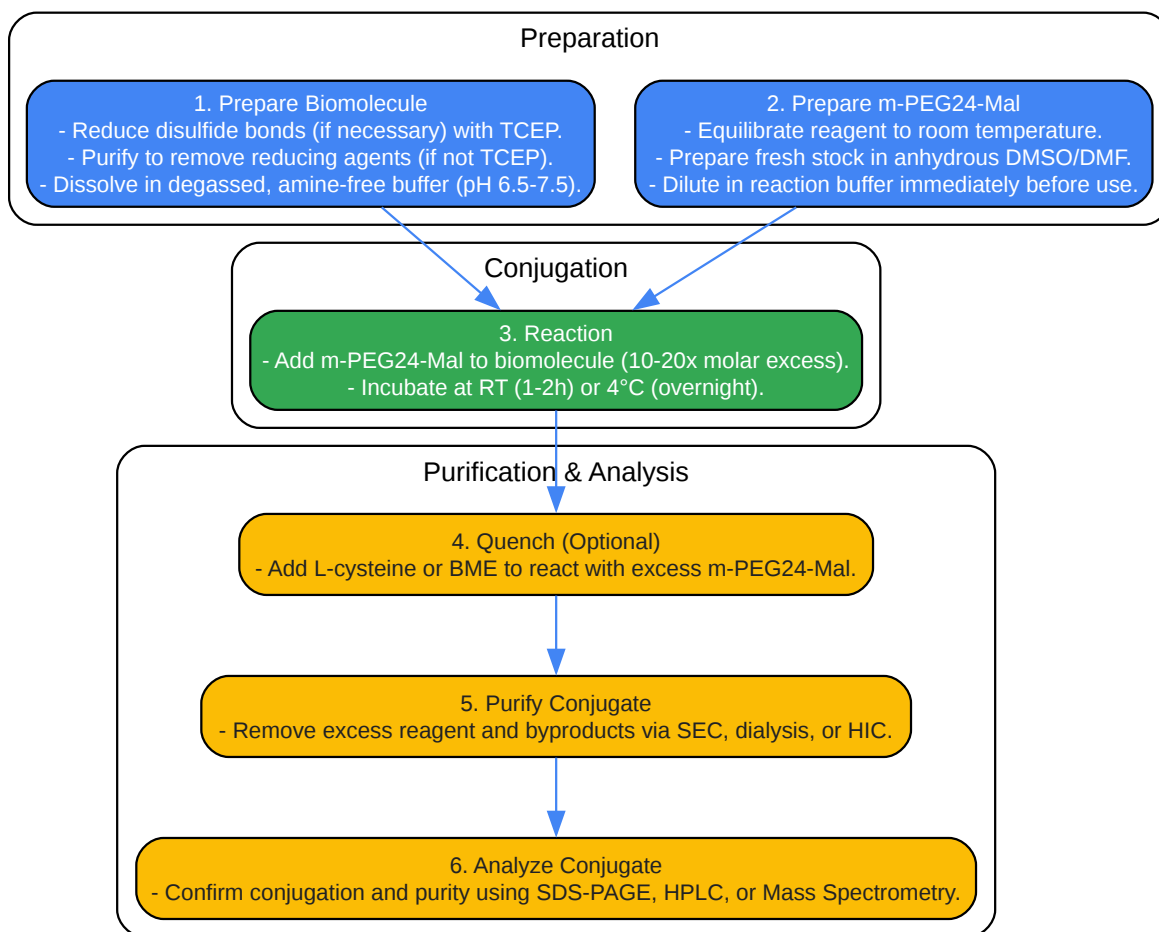 Preparation
1. Prepare Biomolecule
- Reduce disulfide bonds (if necessary) with TCEP.
- Purify to remove reducing agents (if not TCEP).
- Dissolve in degassed, amine-free buffer (pH 6.5-7.5).
2. Prepare m-PEG24-Mal
- Equilibrate reagent to room temperature.
- Prepare fresh stock in anhydrous DMSO/DMF.
- Dilute in reaction buffer immediately before use.
Conjugation
3. Reaction
- Add m-PEG24-Mal to biomolecule (10-20x molar excess).
- Incubate at RT (1-2h) or 4°C (overnight).
Purification & Analysis
4. Quench (Optional)
- Add L-cysteine or BME to react with excess m-PEG24-Mal.
5. Purify Conjugate
- Remove excess reagent and byproducts via SEC, dialysis, or HIC.
6. Analyze Conjugate
- Confirm conjugation and purity using SDS-PAGE, HPLC, or Mass Spectrometry.